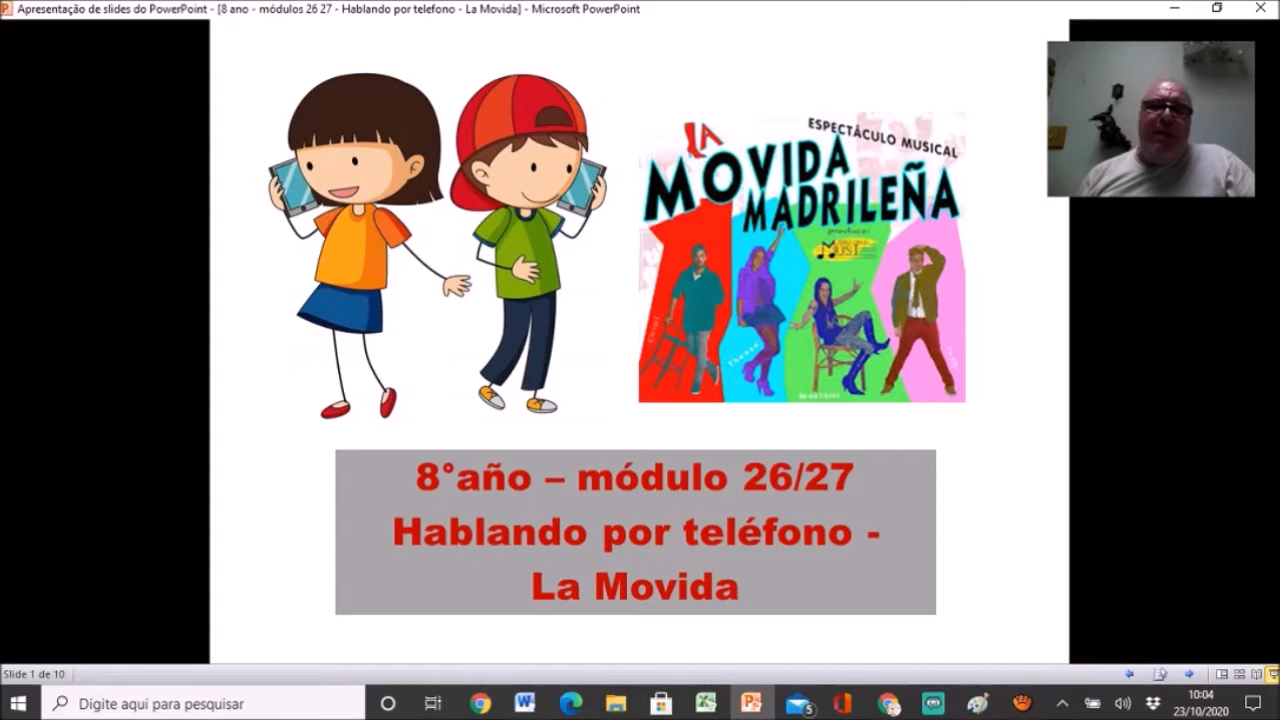 Apresentação de slides do PowerPoint - [8 ano - módulos 26 27 - Hablando por telefono - La Movida] - Microsoft PowerPoint
LA
MOVIDA
MADRILEÑA
ESPECTÁCULO MUSICAL
produce:
8°año – módulo 26/27
Hablando por teléfono -
La Movida
Slide 1 de 10
Digite aqui para pesquisar
5
10:04
23/10/2020